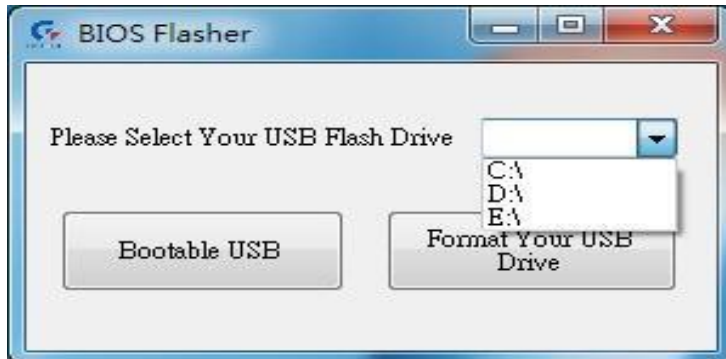 BIOS Flasher
Please Select Your USB Flash Drive
C:\
D:\
E:\
Bootable USB
Format Your USB
Drive